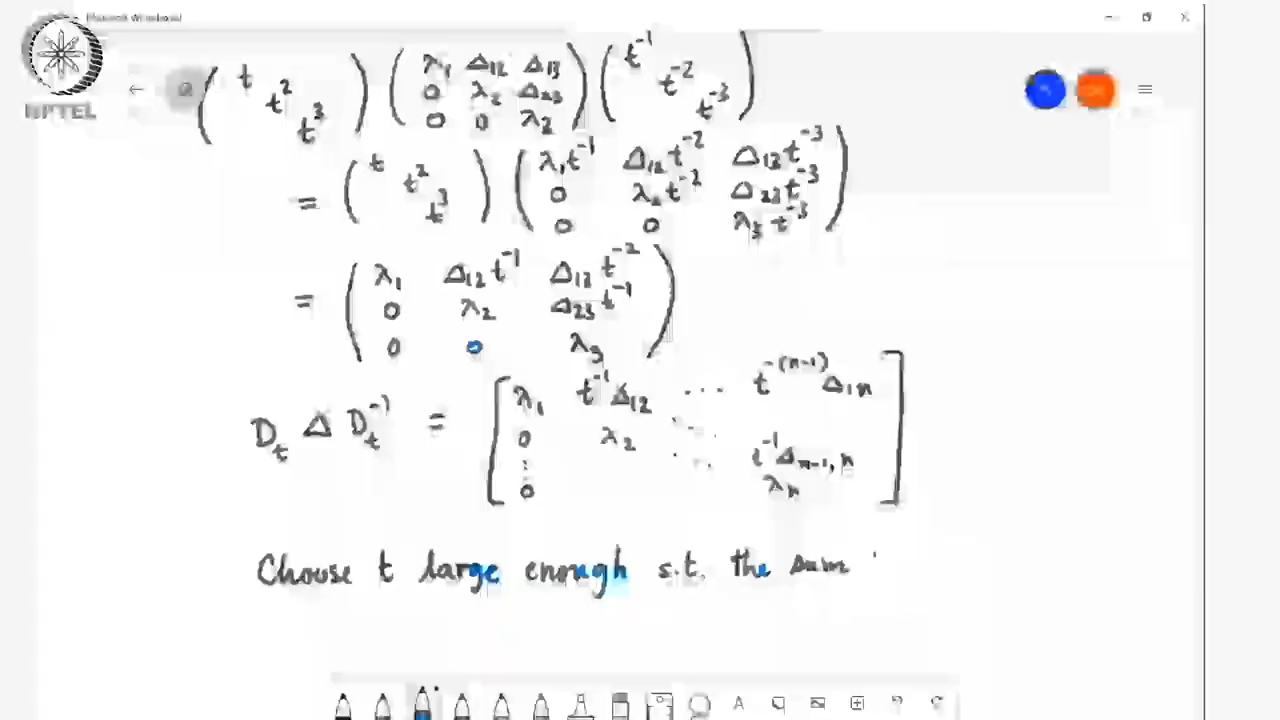 NPTEL
( t t² t³ ) ( λ₁ Δ₁₂ Δ₁₃ ; 0 λ₂ Δ₂₃ ; 0 0 λ₂ ) ( t⁻¹ t⁻² t⁻³ )
= ( t t² t³ ) ( λ₁t⁻¹ Δ₁₂t⁻² Δ₁₃t⁻³ ; 0 λ₂t⁻² Δ₂₃t⁻³ ; 0 0 λ₃t⁻³ )
= ( λ₁ Δ₁₂t⁻¹ Δ₁₃t⁻² ; 0 λ₂ Δ₂₃t⁻¹ ; 0 0 λ₃ )
D_t Δ D_t⁻¹ = [ λ₁ t⁻¹Δ₁₂ ... t^{-(n-1)}Δ₁ₙ ; 0 λ₂ ⋱ ; ⋮ ⋱ t⁻¹Δ_{n-1,n} ; 0 λₙ ]
Choose t large enough s.t. the sum